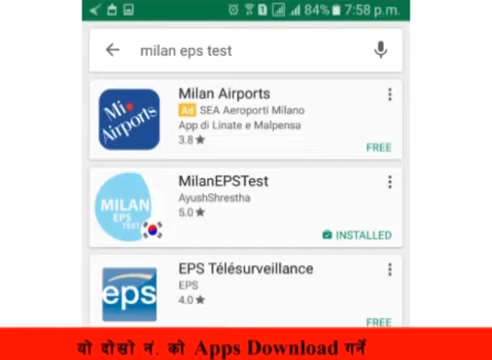 84% 7:58 p.m.
milan eps test
Mi
Airports
Milan Airports
Ad SEA Aeroporti Milano
App di Linate e Malpensa
3.8★
FREE
MILAN
EPS
TEST
MilanEPSTest
AyushShrestha
5.0★
INSTALLED
eps
EPS Télésurveillance
EPS
4.0★
FREE
यो दोस्रो नं. को Apps Download गर्ने